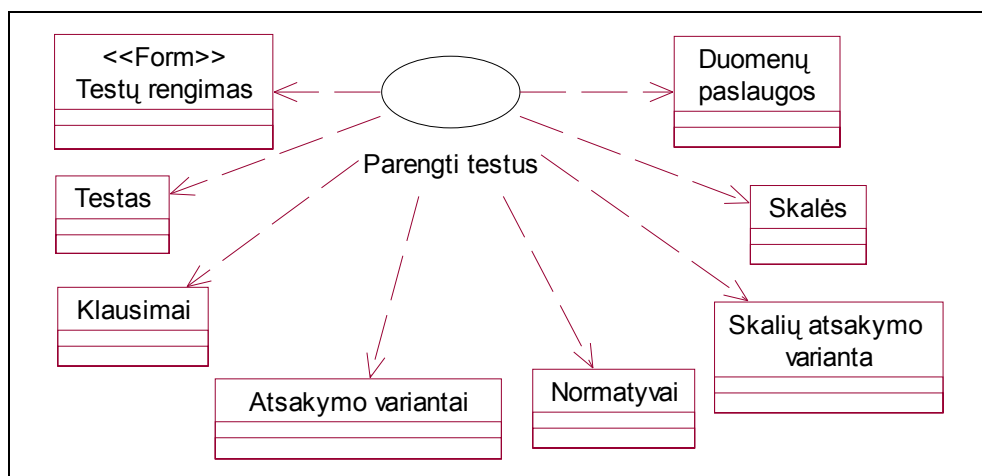 <<Form>>
Testų rengimas
Duomenų
paslaugos
Parengti testus
Testas
Skalės
Klausimai
Skalių atsakymo
varianta
Atsakymo variantai
Normatyvai